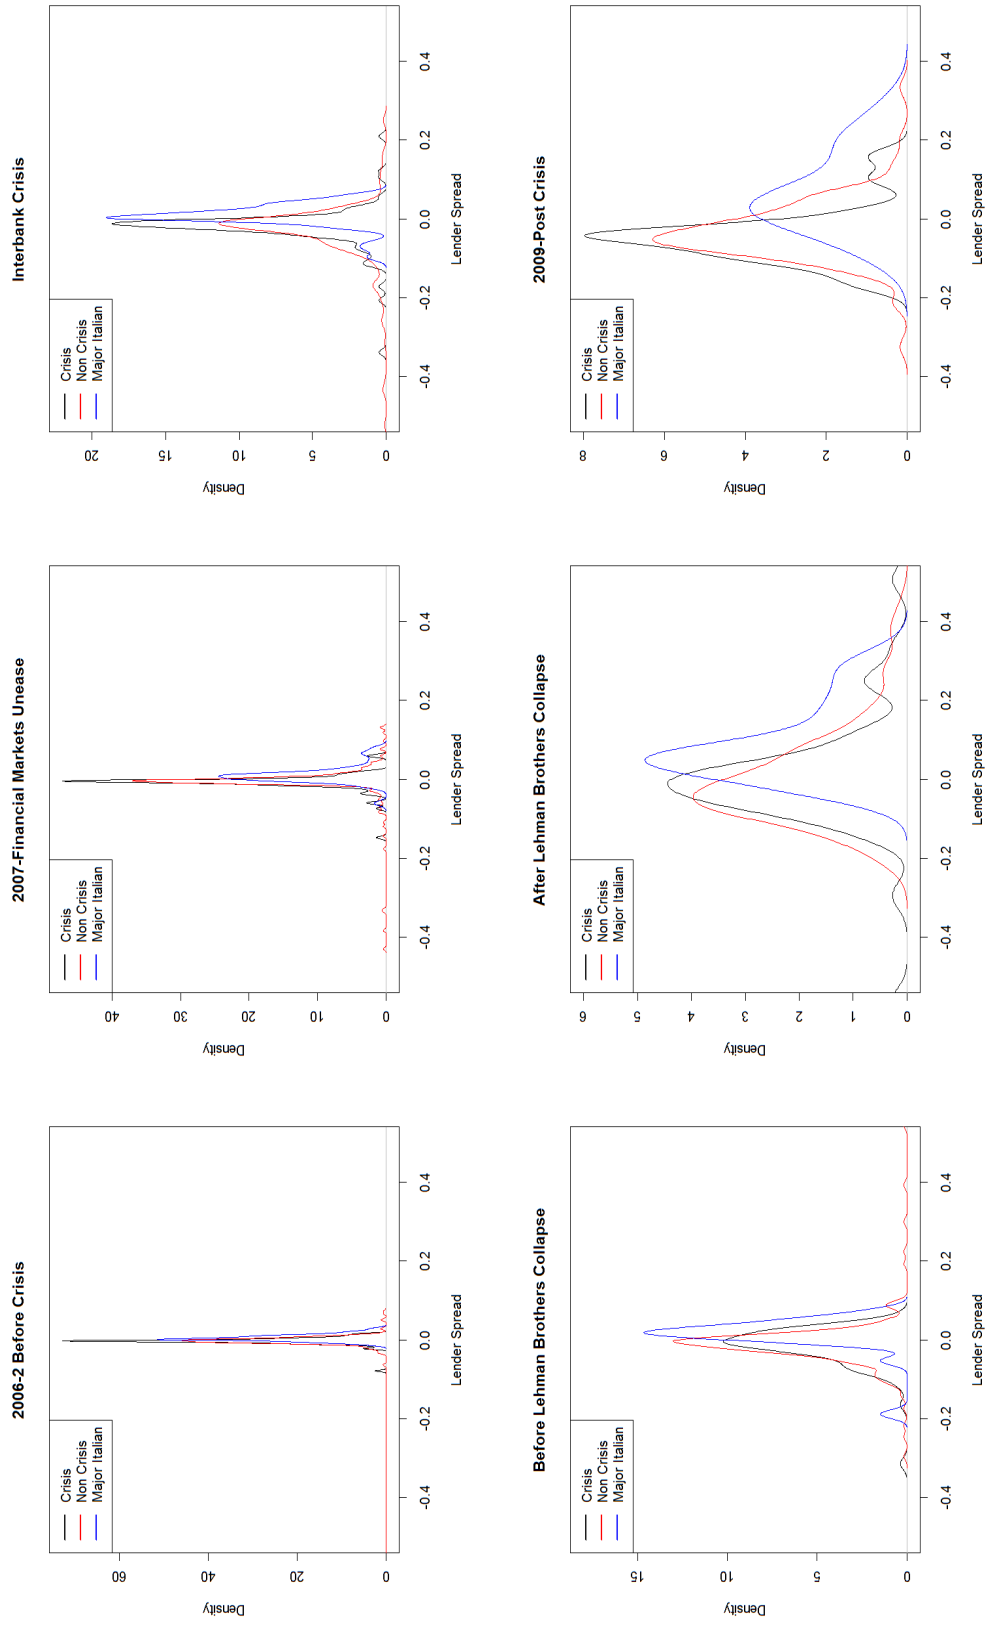 2006-2 Before Crisis
Crisis
Non Crisis
Major Italian
Density
60
40
20
0
-0.4 -0.2 0.0 0.2 0.4
Lender Spread
2007-Financial Markets Unease
Crisis
Non Crisis
Major Italian
Density
40
30
20
10
0
-0.4 -0.2 0.0 0.2 0.4
Lender Spread
Interbank Crisis
Crisis
Non Crisis
Major Italian
Density
20
15
10
5
0
-0.4 -0.2 0.0 0.2 0.4
Lender Spread
Before Lehman Brothers Collapse
Crisis
Non Crisis
Major Italian
Density
15
10
5
0
-0.4 -0.2 0.0 0.2 0.4
Lender Spread
After Lehman Brothers Collapse
Crisis
Non Crisis
Major Italian
Density
6
5
4
3
2
1
0
-0.4 -0.2 0.0 0.2 0.4
Lender Spread
2009-Post Crisis
Crisis
Non Crisis
Major Italian
Density
8
6
4
2
0
-0.4 -0.2 0.0 0.2 0.4
Lender Spread